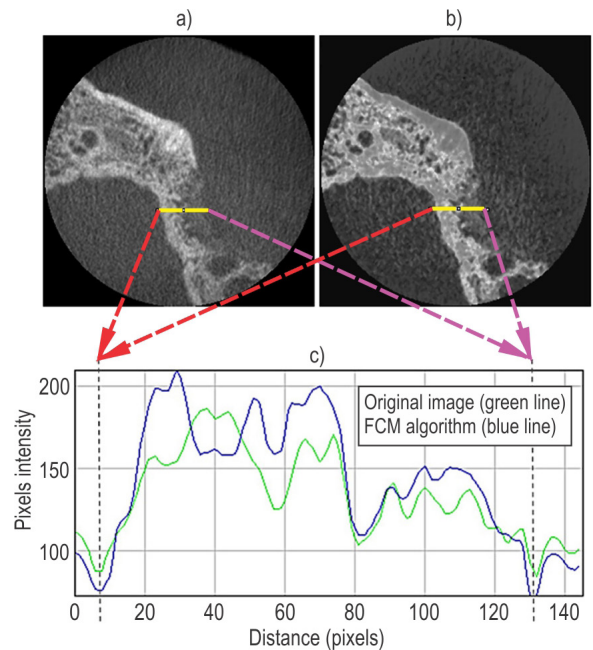 a)
b)
c)
Pixels intensity
200
150
100
Original image (green line)
FCM algorithm (blue line)
0 20 40 60 80 100 120 140
Distance (pixels)